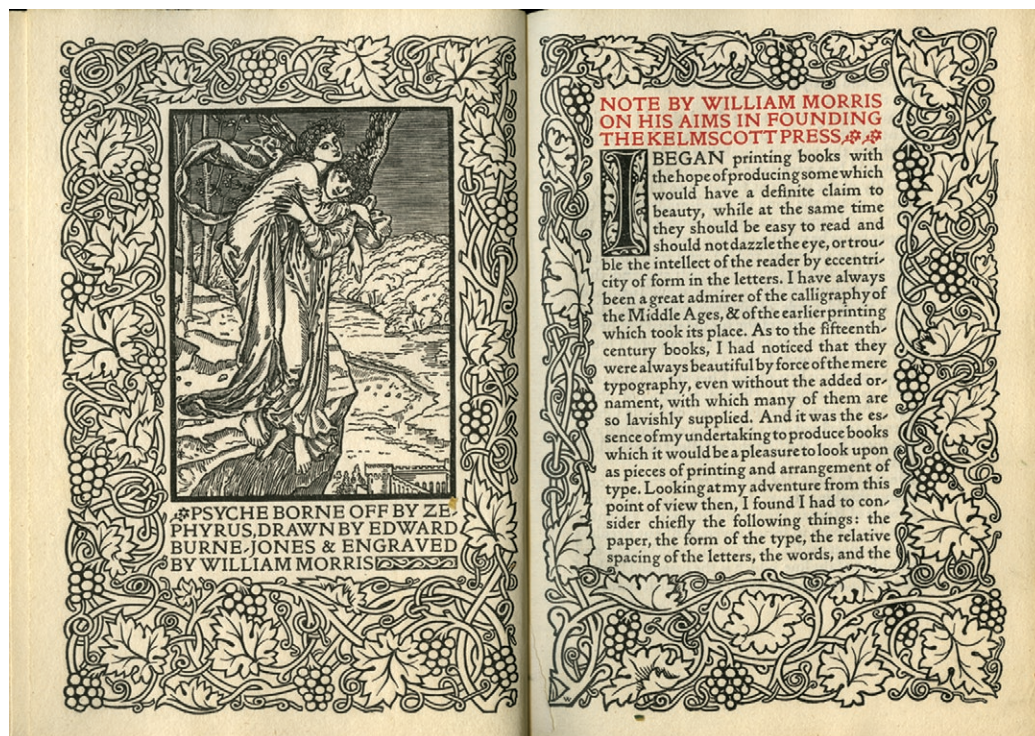 PSYCHE BORNE OFF BY ZE-
PHYRUS, DRAWN BY EDWARD
BURNE-JONES & ENGRAVED
BY WILLIAM MORRIS
NOTE BY WILLIAM MORRIS
ON HIS AIMS IN FOUNDING
THE KELMSCOTT PRESS
I BEGAN printing books with
the hope of producing some which
would have a definite claim to
beauty, while at the same time
they should be easy to read and
should not dazzle the eye, or trou-
ble the intellect of the reader by eccentri-
city of form in the letters. I have always
been a great admirer of the calligraphy of
the Middle Ages, & of the earlier printing
which took its place. As to the fifteenth-
century books, I had noticed that they
were always beautiful by force of the mere
typography, even without the added or-
nament, with which many of them are
so lavishly supplied. And it was the es-
sence of my undertaking to produce books
which it would be a pleasure to look upon
as pieces of printing and arrangement of
type. Looking at my adventure from this
point of view then, I found I had to con-
sider chiefly the following things: the
paper, the form of the type, the relative
spacing of the letters, the words, and the